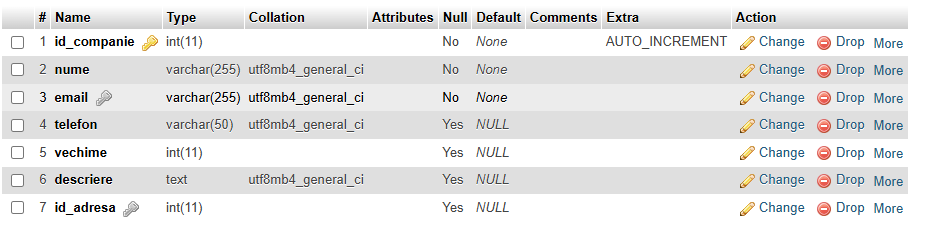 # Name Type Collation Attributes Null Default Comments Extra Action
1 id_companie int(11) No None AUTO_INCREMENT Change Drop More
2 nume varchar(255) utf8mb4_general_ci No None Change Drop More
3 email varchar(255) utf8mb4_general_ci No None Change Drop More
4 telefon varchar(50) utf8mb4_general_ci Yes NULL Change Drop More
5 vechime int(11) Yes NULL Change Drop More
6 descriere text utf8mb4_general_ci Yes NULL Change Drop More
7 id_adresa int(11) Yes NULL Change Drop More